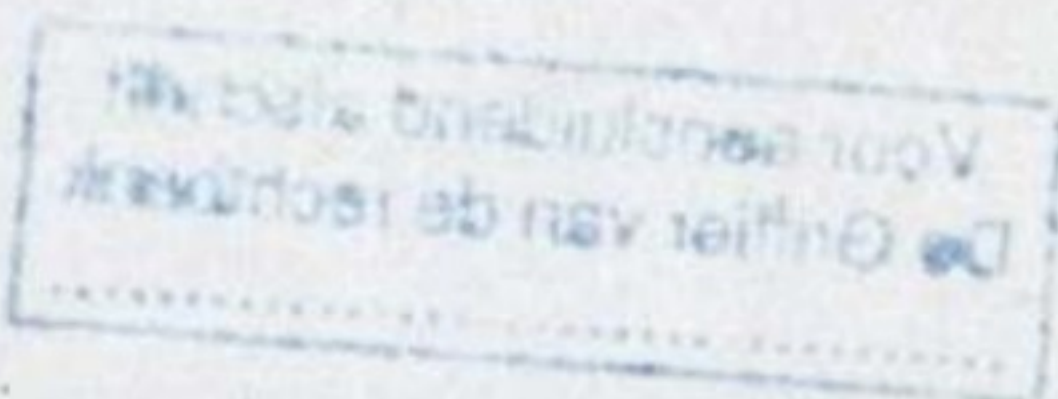 Voor eensluidend afschrift
De Griffier van de rechtbank